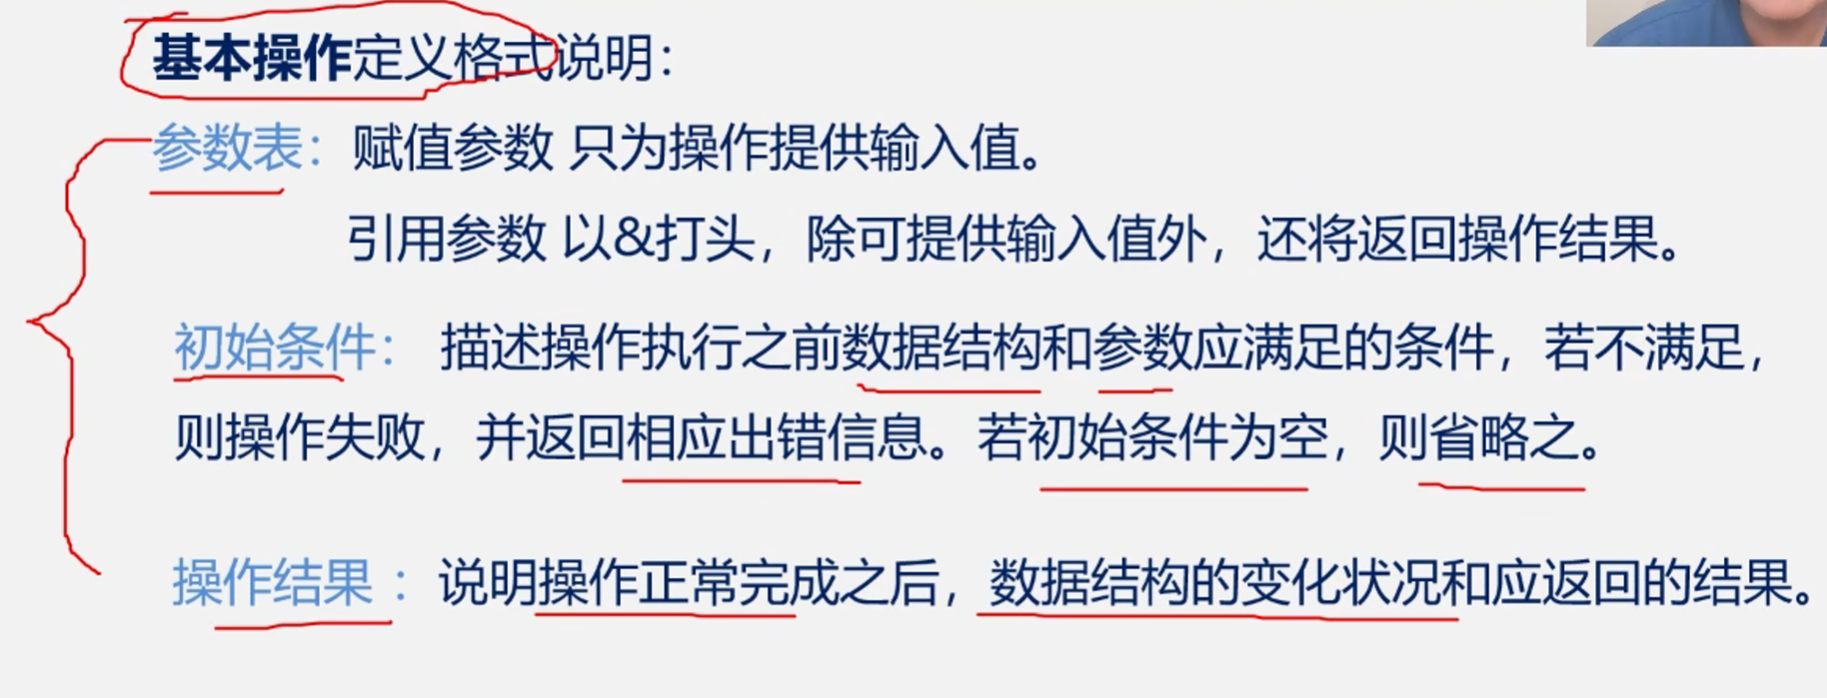 基本操作定义格式说明：
参数表： 赋值参数 只为操作提供输入值。
引用参数 以&打头，除可提供输入值外，还将返回操作结果。
初始条件： 描述操作执行之前数据结构和参数应满足的条件，若不满足，
则操作失败，并返回相应出错信息。若初始条件为空，则省略之。
操作结果 ： 说明操作正常完成之后，数据结构的变化状况和应返回的结果。